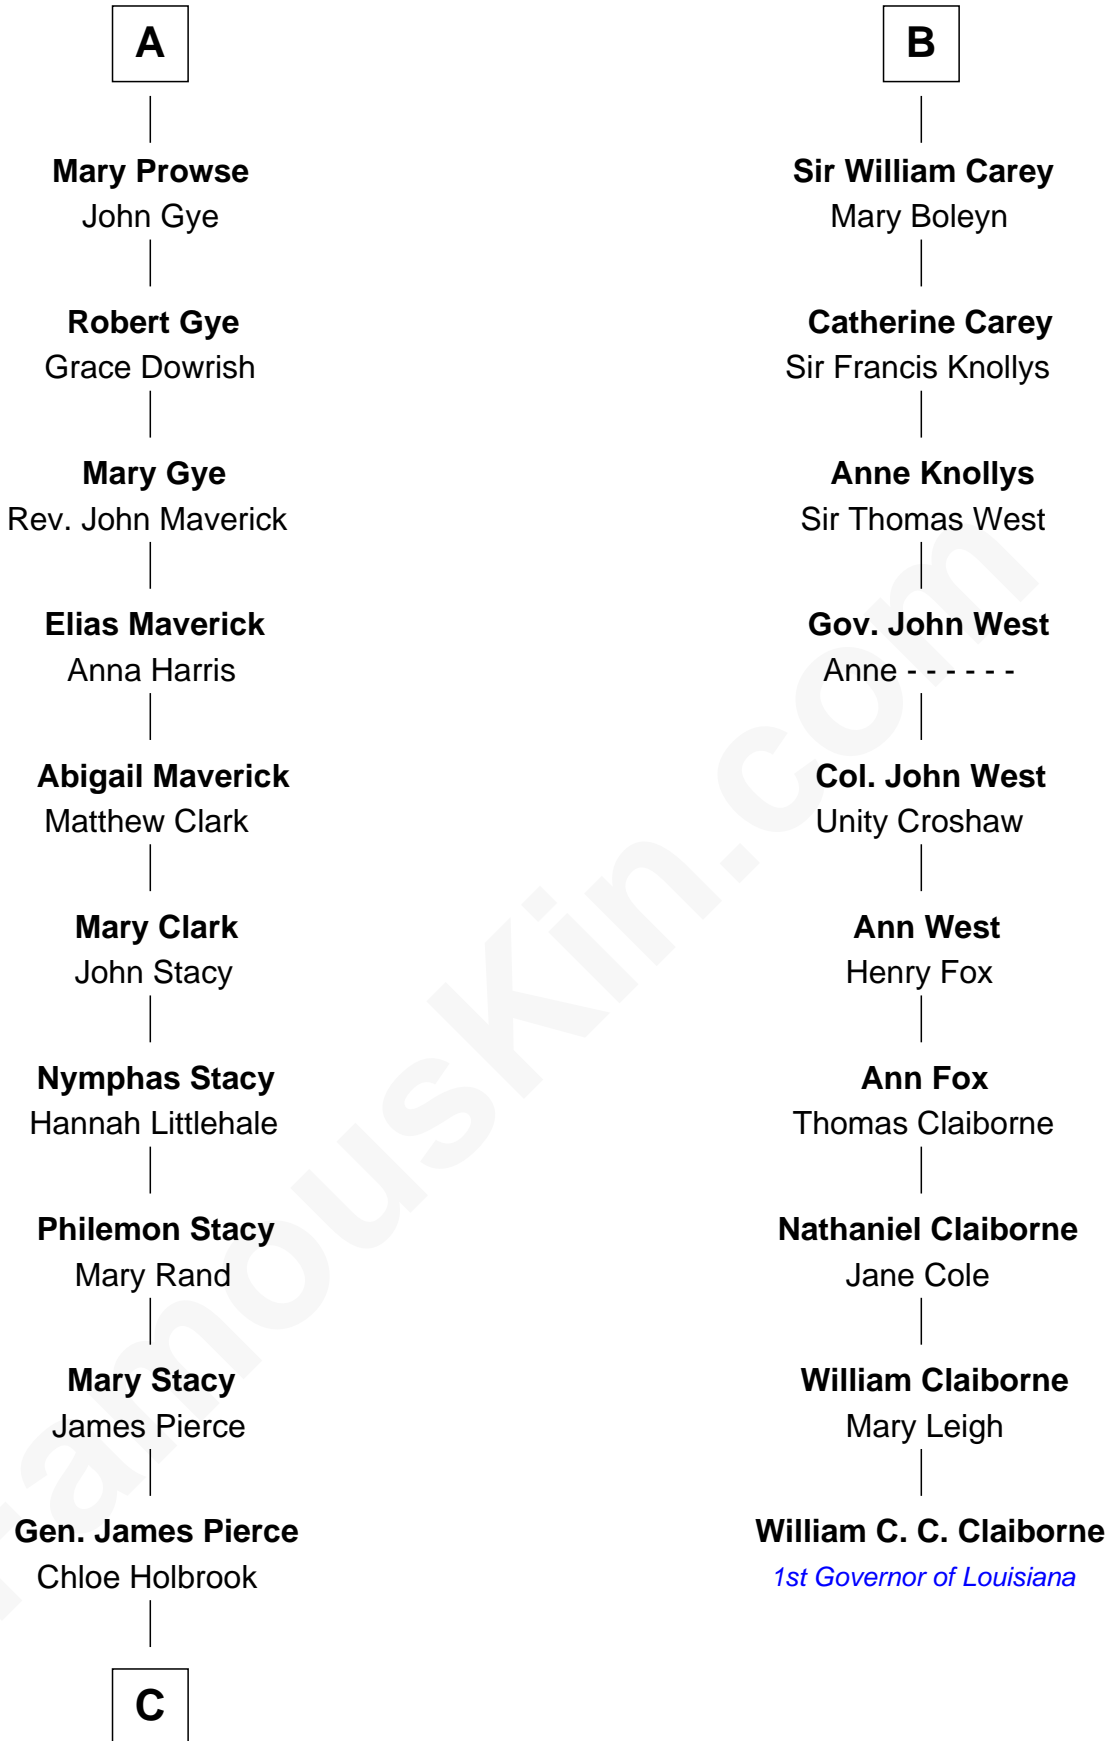 A
Mary Prowse
John Gye
Robert Gye
Grace Dowrish
Mary Gye
Rev. John Maverick
Elias Maverick
Anna Harris
Abigail Maverick
Matthew Clark
Mary Clark
John Stacy
Nymphas Stacy
Hannah Littlehale
Philemon Stacy
Mary Rand
Mary Stacy
James Pierce
Gen. James Pierce
Chloe Holbrook
C
B
Sir William Carey
Mary Boleyn
Catherine Carey
Sir Francis Knollys
Anne Knollys
Sir Thomas West
Gov. John West
Anne - - - - - -
Col. John West
Unity Croshaw
Ann West
Henry Fox
Ann Fox
Thomas Claiborne
Nathaniel Claiborne
Jane Cole
William Claiborne
Mary Leigh
William C. C. Claiborne
1st Governor of Louisiana
FamousKin.com